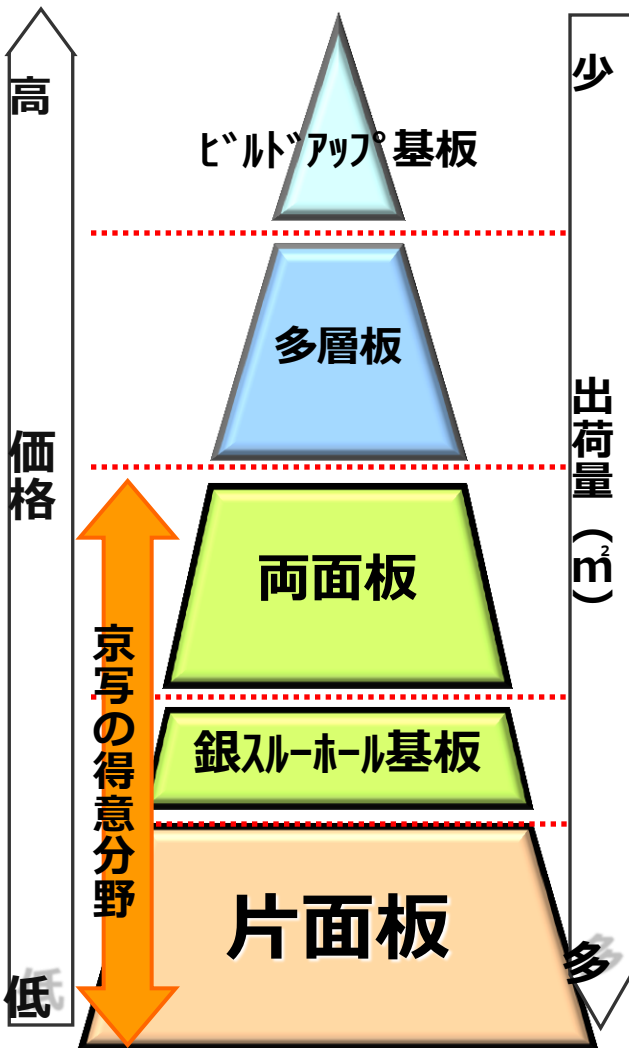 高
少
ﾋﾞﾙﾄﾞｱｯﾌﾟ基板
多層板
価格
出荷量（㎡）
両面板
京写の得意分野
銀ｽﾙｰﾎｰﾙ基板
片面板
低
多